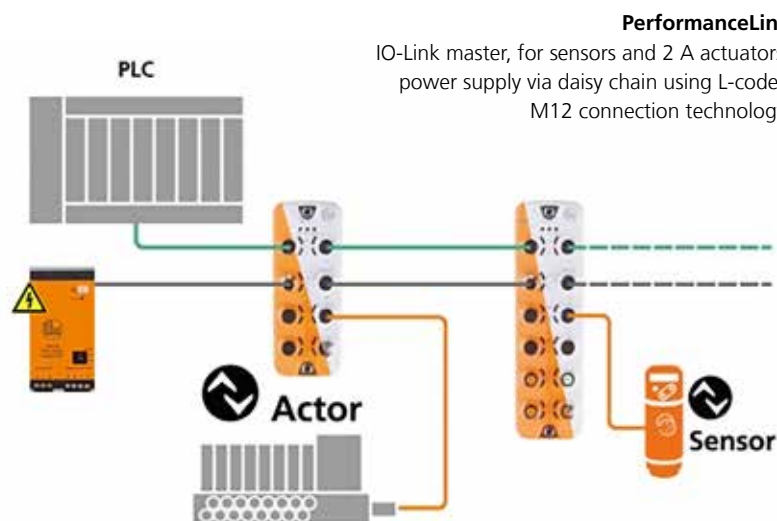 PerformanceLin
IO-Link master, for sensors and 2 A actuator
power supply via daisy chain using L-code
M12 connection technolog
PLC
Actor
Sensor